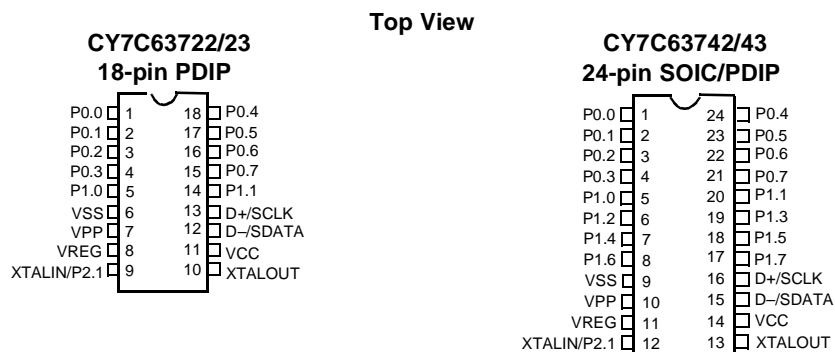 Top View
CY7C63722/23
18-pin PDIP
P0.0 1 18 P0.4
P0.1 2 17 P0.5
P0.2 3 16 P0.6
P0.3 4 15 P0.7
P1.0 5 14 P1.1
VSS 6 13 D+/SCLK
VPP 7 12 D–/SDATA
VREG 8 11 VCC
XTALIN/P2.1 9 10 XTALOUT
CY7C63742/43
24-pin SOIC/PDIP
P0.0 1 24 P0.4
P0.1 2 23 P0.5
P0.2 3 22 P0.6
P0.3 4 21 P0.7
P1.0 5 20 P1.1
P1.2 6 19 P1.3
P1.4 7 18 P1.5
P1.6 8 17 P1.7
VSS 9 16 D+/SCLK
VPP 10 15 D–/SDATA
VREG 11 14 VCC
XTALIN/P2.1 12 13 XTALOUT